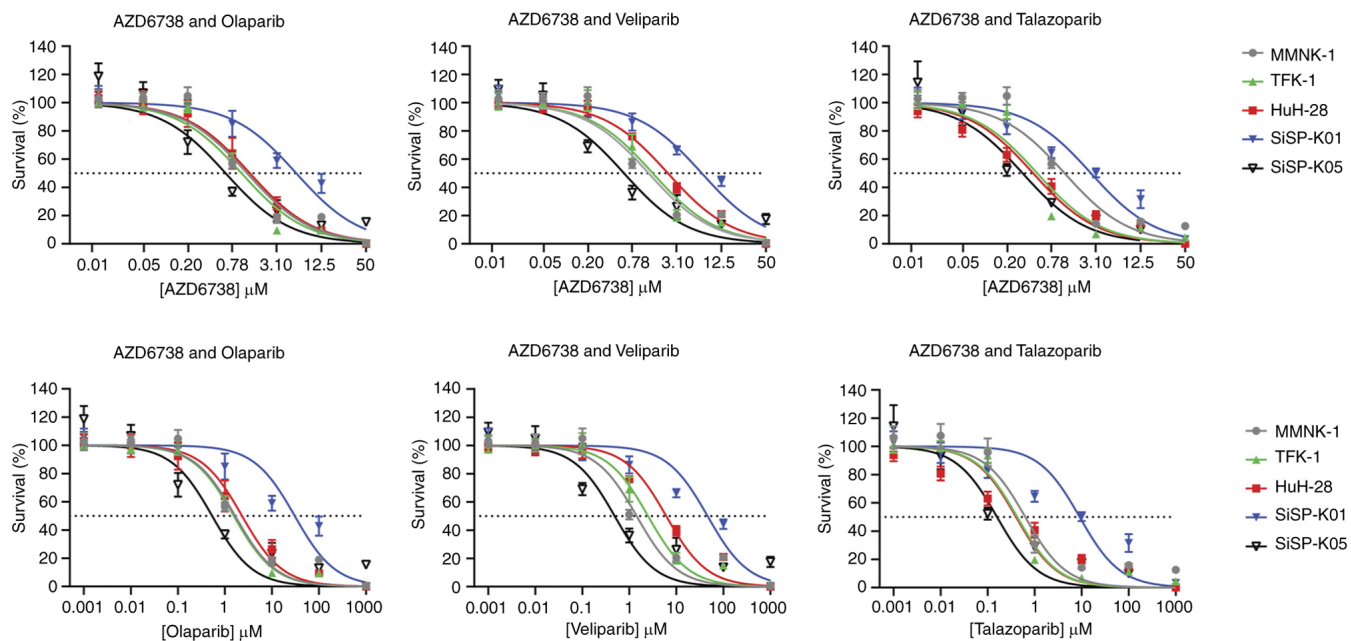 AZD6738 and Olaparib
AZD6738 and Veliparib
AZD6738 and Talazoparib
Survival (%)
140
120
100
80
60
40
20
0
0.01 0.05 0.20 0.78 3.10 12.5 50
[AZD6738] μM
Survival (%)
140
120
100
80
60
40
20
0
0.01 0.05 0.20 0.78 3.10 12.5 50
[AZD6738] μM
Survival (%)
140
120
100
80
60
40
20
0
0.01 0.05 0.20 0.78 3.10 12.5 50
[AZD6738] μM
MMNK-1
TFK-1
HuH-28
SiSP-K01
SiSP-K05
AZD6738 and Olaparib
AZD6738 and Veliparib
AZD6738 and Talazoparib
Survival (%)
140
120
100
80
60
40
20
0
0.001 0.01 0.1 1 10 100 1000
[Olaparib] μM
Survival (%)
140
120
100
80
60
40
20
0
0.001 0.01 0.1 1 10 100 1000
[Veliparib] μM
Survival (%)
140
120
100
80
60
40
20
0
0.001 0.01 0.1 1 10 100 1000
[Talazoparib] μM
MMNK-1
TFK-1
HuH-28
SiSP-K01
SiSP-K05